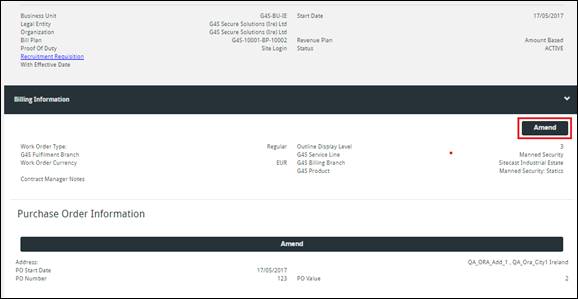 Business Unit G4S-BU-IE Start Date 17/05/2017
Legal Entity G4S Secure Solutions (Ire) Ltd
Organization G4S Secure Solutions (Ire) Ltd
Bill Plan G4S-10001-BP-10002 Revenue Plan Amount Based
Proof Of Duty Site Login Status ACTIVE
Recruitment Requisition
With Effective Date
Billing Information
Amend
Work Order Type: Regular Outline Display Level 3
G4S Fulfilment Branch G4S Service Line Manned Security
Work Order Currency EUR G4S Billing Branch Sitecast Industrial Estate
G4S Product Manned Security: Statics
Contract Manager Notes
Purchase Order Information
Amend
Address: QA_ORA_Add_1 , QA_Ora_City1 Ireland
PO Start Date 17/05/2017
PO Number 123 PO Value 2